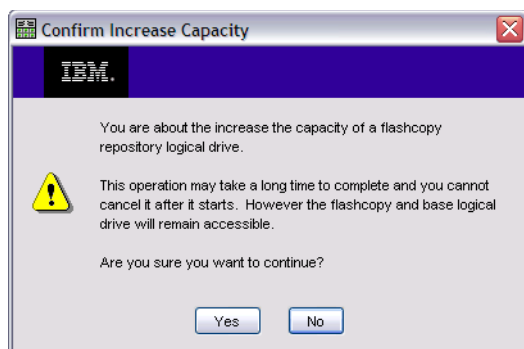 Confirm Increase Capacity
IBM.
You are about the increase the capacity of a flashcopy
repository logical drive.
This operation may take a long time to complete and you cannot
cancel it after it starts. However the flashcopy and base logical
drive will remain accessible.
Are you sure you want to continue?
Yes No